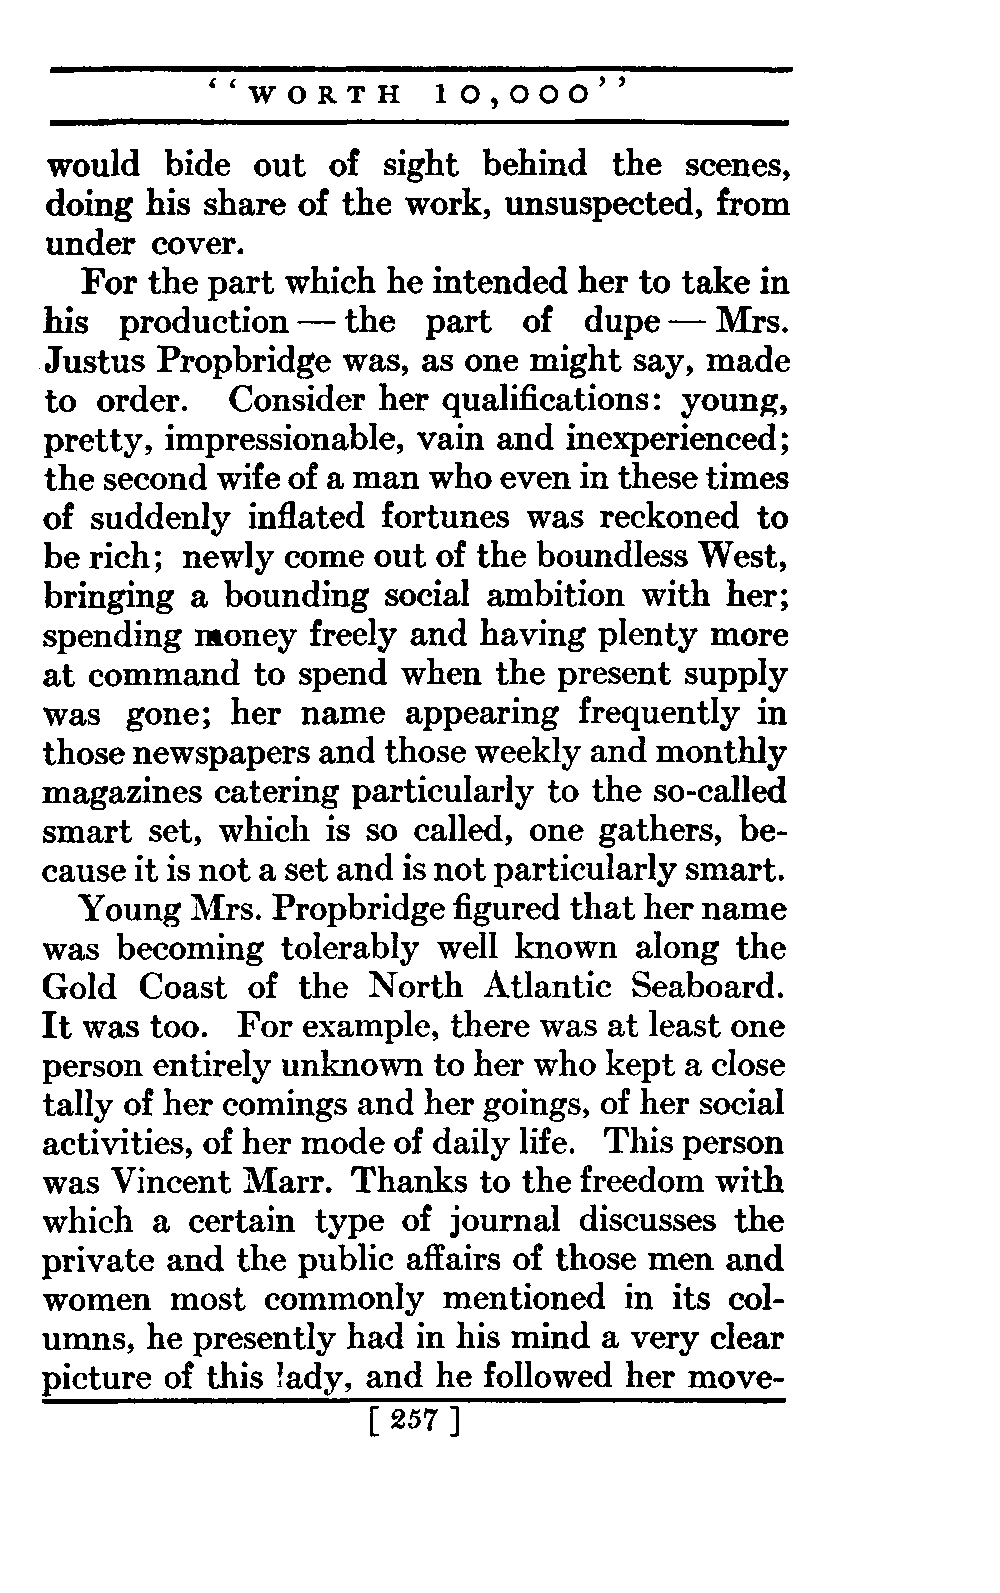 ‘‘WORTH 10,000’’
would bide out of sight behind the scenes,
doing his share of the work, unsuspected, from
under cover.
For the part which he intended her to take in
his production — the part of dupe — Mrs.
Justus Propbridge was, as one might say, made
to order. Consider her qualifications: young,
pretty, impressionable, vain and inexperienced;
the second wife of a man who even in these times
of suddenly inflated fortunes was reckoned to
be rich; newly come out of the boundless West,
bringing a bounding social ambition with her;
spending money freely and having plenty more
at command to spend when the present supply
was gone; her name appearing frequently in
those newspapers and those weekly and monthly
magazines catering particularly to the so-called
smart set, which is so called, one gathers, be-
cause it is not a set and is not particularly smart.
Young Mrs. Propbridge figured that her name
was becoming tolerably well known along the
Gold Coast of the North Atlantic Seaboard.
It was too. For example, there was at least one
person entirely unknown to her who kept a close
tally of her comings and her goings, of her social
activities, of her mode of daily life. This person
was Vincent Marr. Thanks to the freedom with
which a certain type of journal discusses the
private and the public affairs of those men and
women most commonly mentioned in its col-
umns, he presently had in his mind a very clear
picture of this lady, and he followed her move-
[ 257 ]